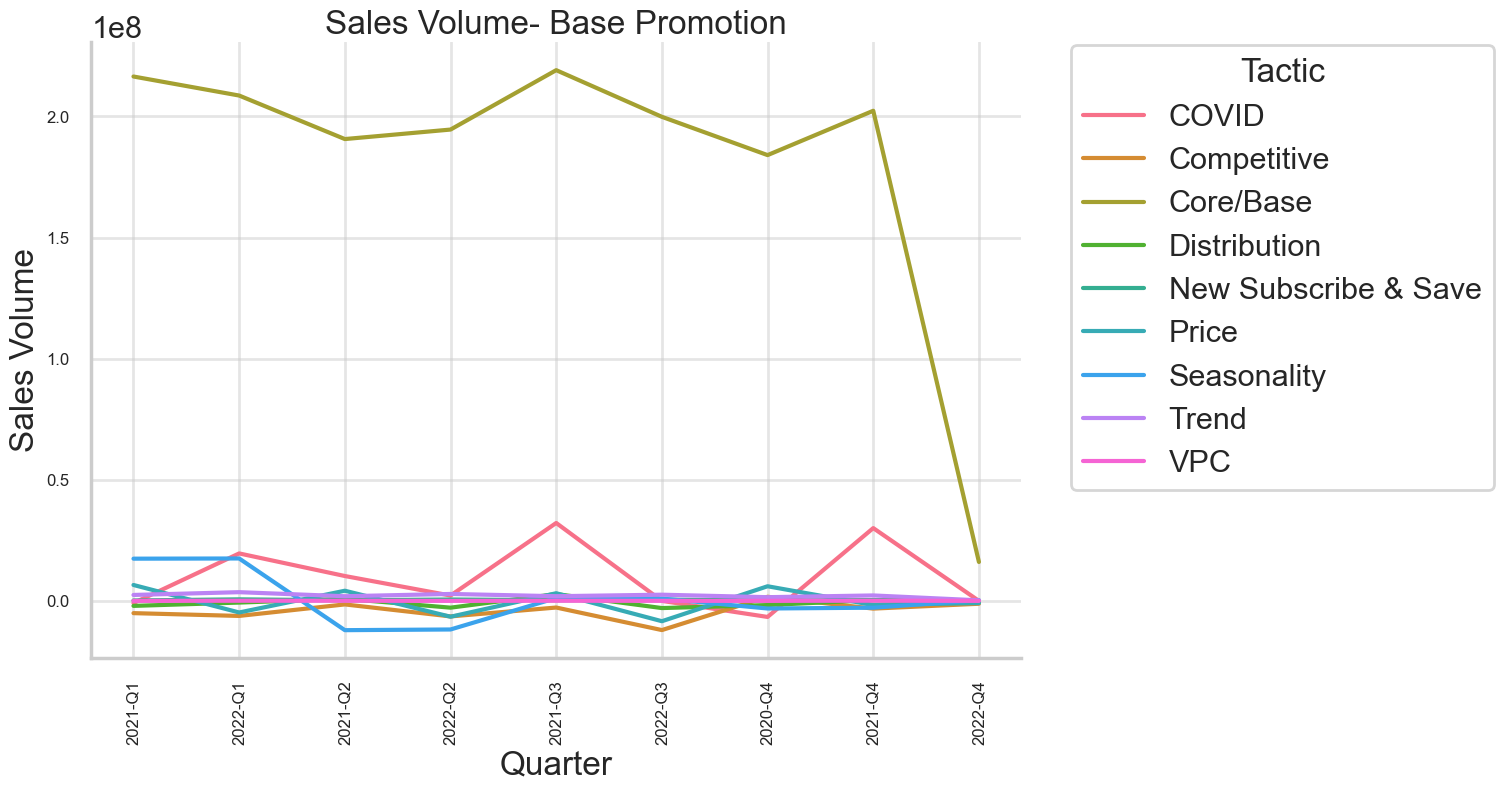 Sales Volume- Base Promotion
1e8
Sales Volume
2.0
1.5
1.0
0.5
0.0
2021-Q1
2022-Q1
2021-Q2
2022-Q2
2021-Q3
2022-Q3
2020-Q4
2021-Q4
2022-Q4
Quarter
Tactic
COVID
Competitive
Core/Base
Distribution
New Subscribe & Save
Price
Seasonality
Trend
VPC